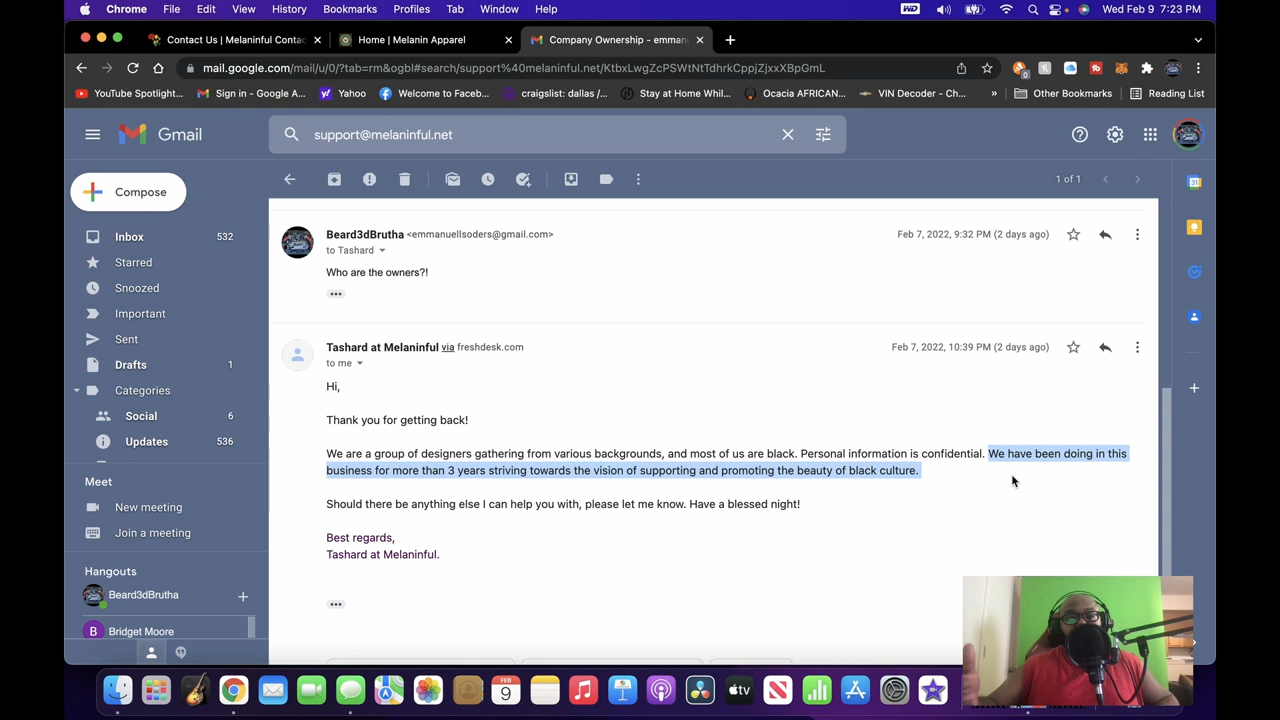 Chrome File Edit View History Bookmarks Profiles Tab Window Help WD Wed Feb 9 7:23 PM
Contact Us | Melaninful Contac Home | Melanin Apparel Company Ownership - emman
mail.google.com/mail/u/0/?tab=rm&ogbl#search/support%40melaninful.net/KtbxLwgZcPSWtNtTdhrkCppjZjxxXBpGmL
YouTube Spotlight... Sign in - Google A... Yahoo Welcome to Faceb... craigslist: dallas /... Stay at Home Whil... Ocacia AFRICAN... VIN Decoder - Ch... » Other Bookmarks Reading List
Gmail support@melaninful.net
Compose
1 of 1
Inbox 532
Starred
Snoozed
Important
Sent
Drafts 1
Categories
Social 6
Updates 536
Meet
New meeting
Join a meeting
Hangouts
Beard3dBrutha
B Bridget Moore
Beard3dBrutha <emmanuellsoders@gmail.com> Feb 7, 2022, 9:32 PM (2 days ago)
to Tashard
Who are the owners?!
Tashard at Melaninful via freshdesk.com Feb 7, 2022, 10:39 PM (2 days ago)
to me
Hi,
Thank you for getting back!
We are a group of designers gathering from various backgrounds, and most of us are black. Personal information is confidential. We have been doing in this
business for more than 3 years striving towards the vision of supporting and promoting the beauty of black culture.
Should there be anything else I can help you with, please let me know. Have a blessed night!
Best regards,
Tashard at Melaninful.
31
FEB
9
tv